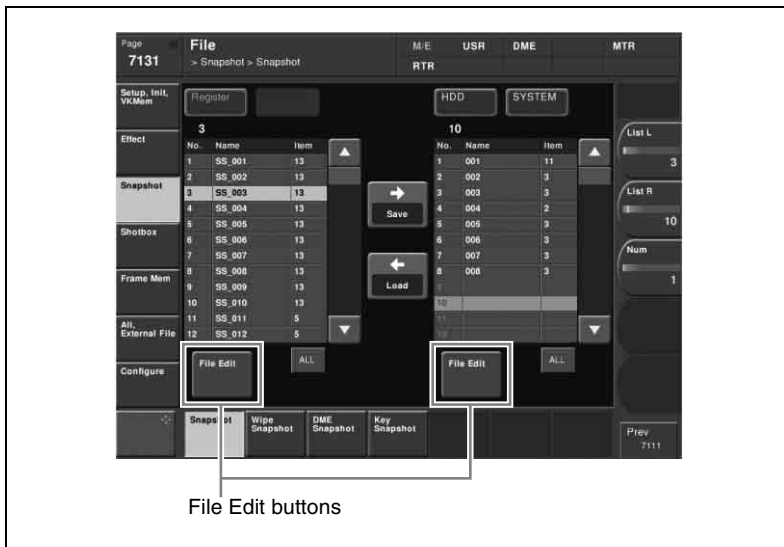 Page
7131
File
> Snapshot > Snapshot
M/E USR DME MTR
RTR
Setup, Init,
VKMem
Effect
Snapshot
Shotbox
Frame Mem
All,
External File
Configure
Register
3
No. Name Item
1 SS_001 13
2 SS_002 13
3 SS_003 13
4 SS_004 13
5 SS_005 13
6 SS_006 13
7 SS_007 13
8 SS_008 13
9 SS_009 13
10 SS_010 13
11 SS_011 5
12 SS_012 5
File Edit
ALL
Save
Load
HDD SYSTEM
10
No. Name Item
1 001 11
2 002 3
3 003 3
4 004 2
5 005 3
6 006 3
7 007 3
8 008 3
9
10
11
12
File Edit
ALL
List L
3
List R
10
Num
1
Snapshot
Wipe
Snapshot
DME
Snapshot
Key
Snapshot
Prev
7111
File Edit buttons